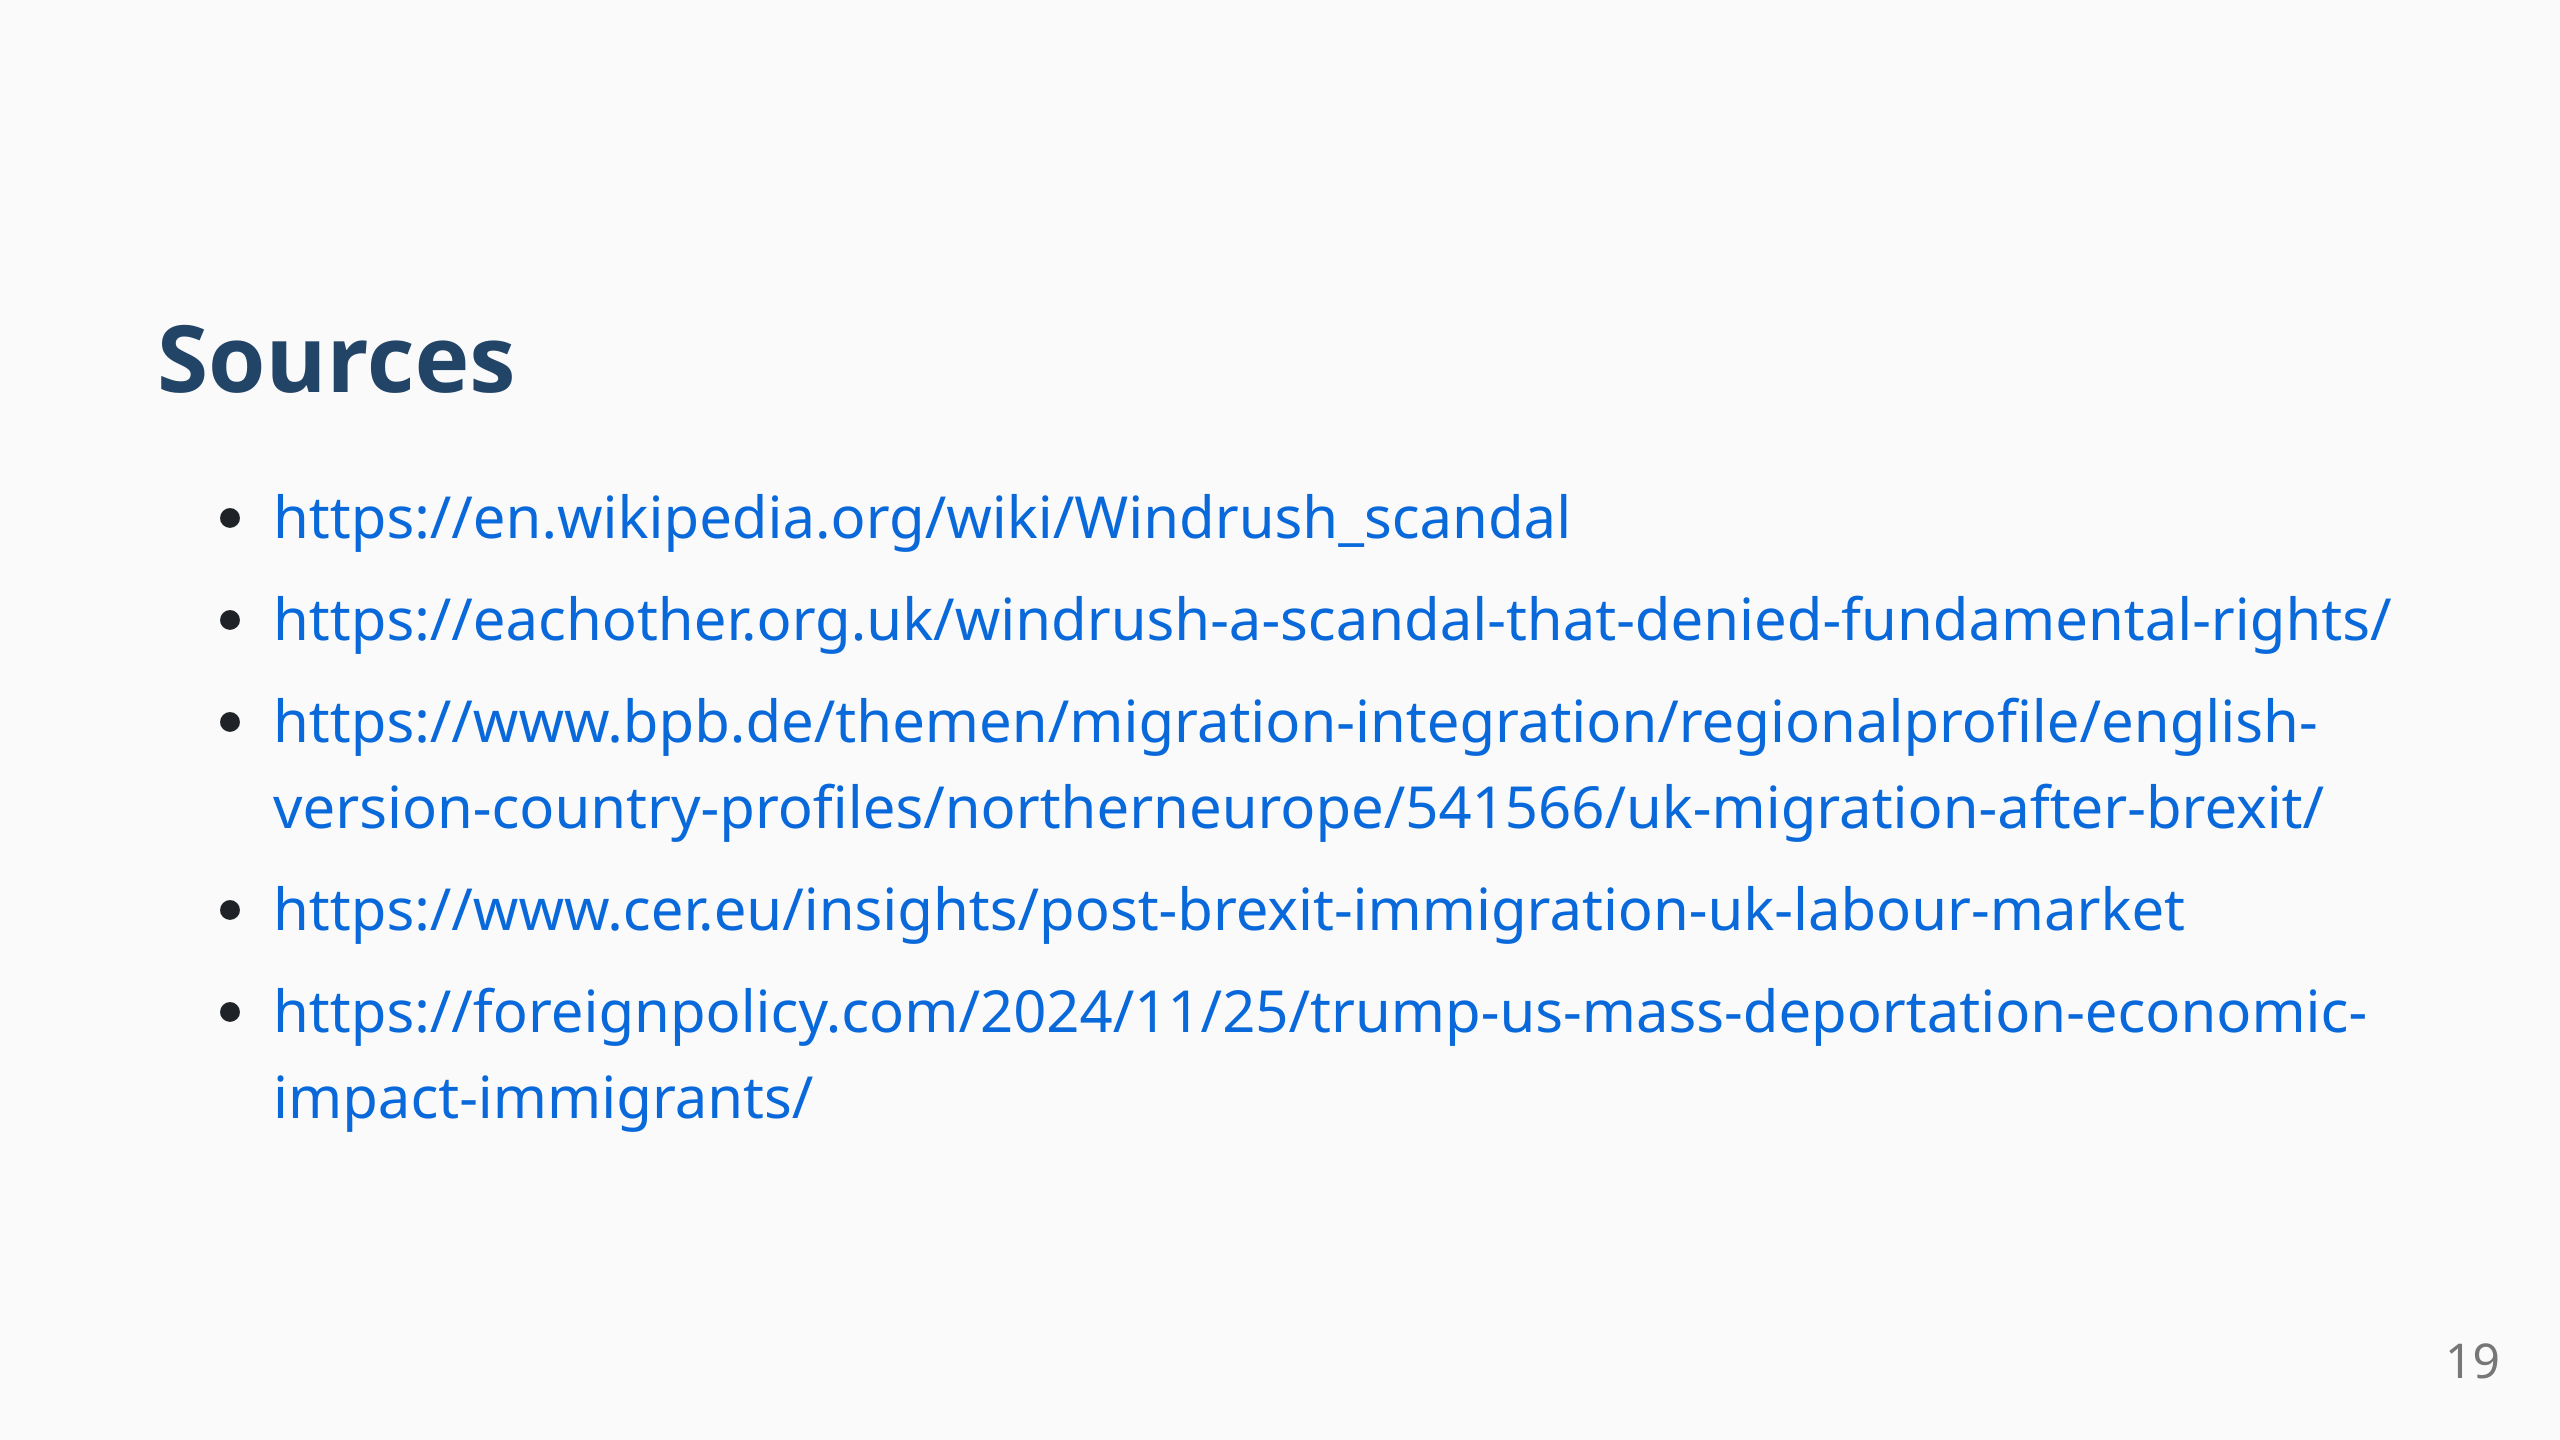 Sources
• https://en.wikipedia.org/wiki/Windrush_scandal
• https://eachother.org.uk/windrush-a-scandal-that-denied-fundamental-rights/
• https://www.bpb.de/themen/migration-integration/regionalprofile/english-
version-country-profiles/northerneurope/541566/uk-migration-after-brexit/
• https://www.cer.eu/insights/post-brexit-immigration-uk-labour-market
• https://foreignpolicy.com/2024/11/25/trump-us-mass-deportation-economic-
impact-immigrants/
19